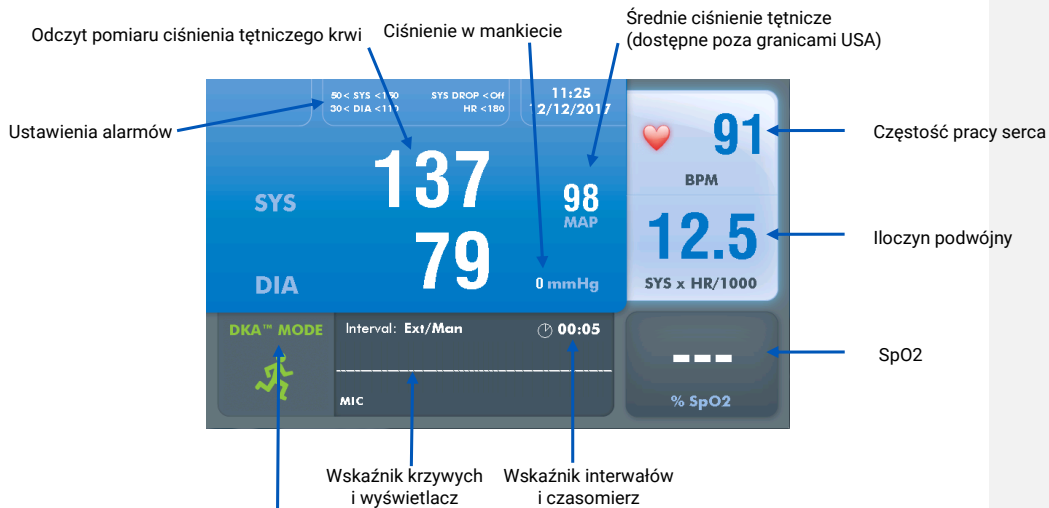 Odczyt pomiaru ciśnienia tętniczego krwi
Ciśnienie w mankiecie
Średnie ciśnienie tętnicze
(dostępne poza granicami USA)
Ustawienia alarmów
50< SYS <160 SYS DROP <Off
30< DIA <110 HR <180
11:25
12/12/2017
91
BPM
Częstość pracy serca
SYS
137
98
MAP
12.5
SYS x HR/1000
Iloczyn podwójny
DIA
79
0 mmHg
DKA™ MODE
Interval: Ext/Man
00:05
MIC
---
% SpO2
SpO2
Wskaźnik krzywych
i wyświetlacz
Wskaźnik interwałów
i czasomierz